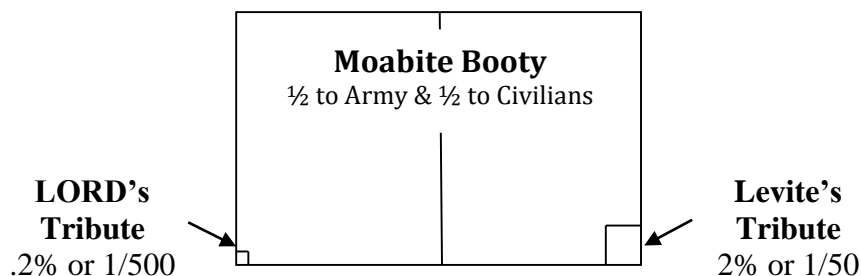 Moabite Booty
½ to Army & ½ to Civilians
LORD’s
Tribute
.2% or 1/500
Levite’s
Tribute
2% or 1/50